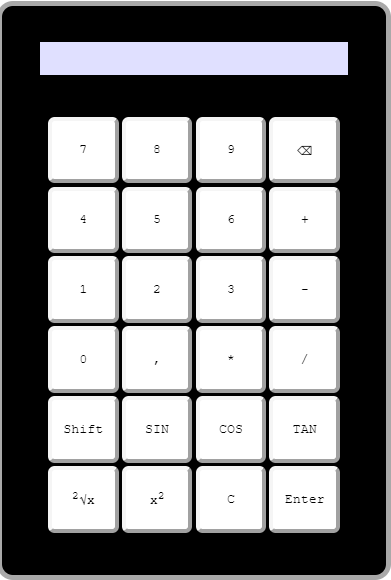 7 8 9 ⌫
4 5 6 +
1 2 3 -
0 , * /
Shift SIN COS TAN
²√x x² C Enter